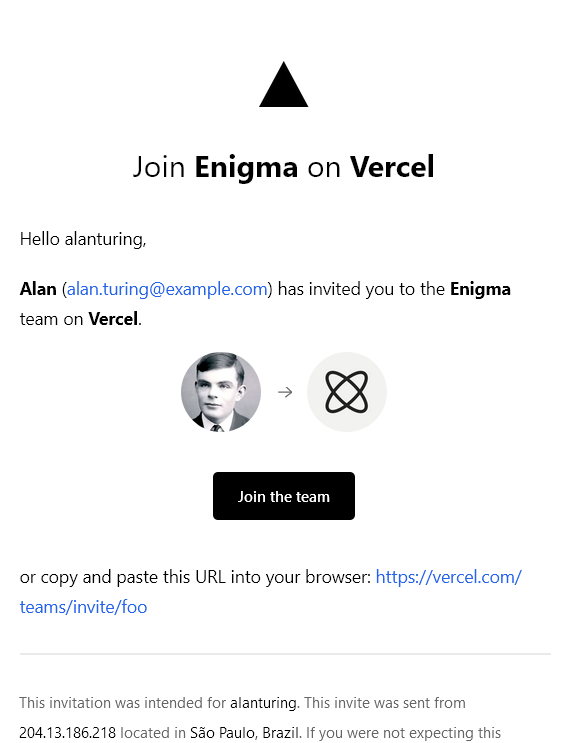 Join Enigma on Vercel
Hello alanturing,
Alan (alan.turing@example.com) has invited you to the Enigma
team on Vercel.
Join the team
or copy and paste this URL into your browser: https://vercel.com/
teams/invite/foo
This invitation was intended for alanturing. This invite was sent from
204.13.186.218 located in São Paulo, Brazil. If you were not expecting this